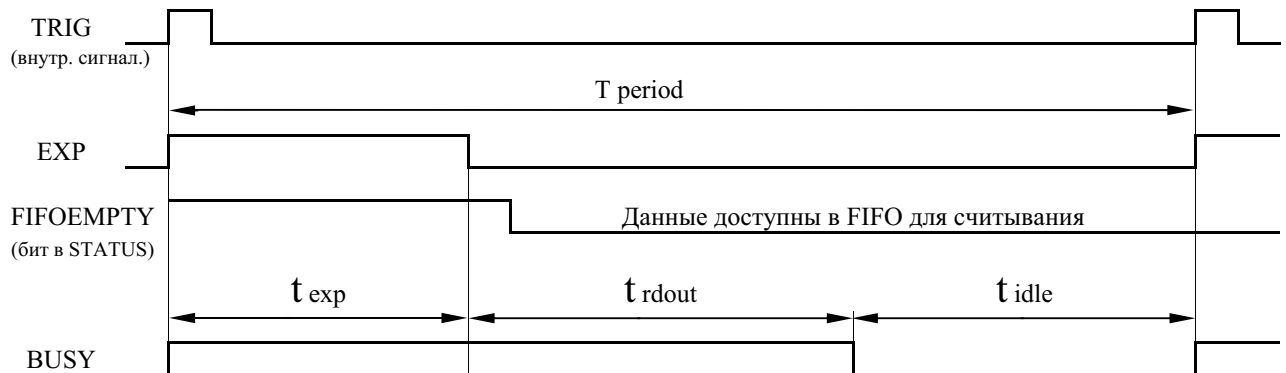 TRIG
(внутр. сигнал.)
T period
EXP
FIFOEMPTY
Данные доступны в FIFO для считывания
(бит в STATUS)
t exp
t rdout
t idle
BUSY